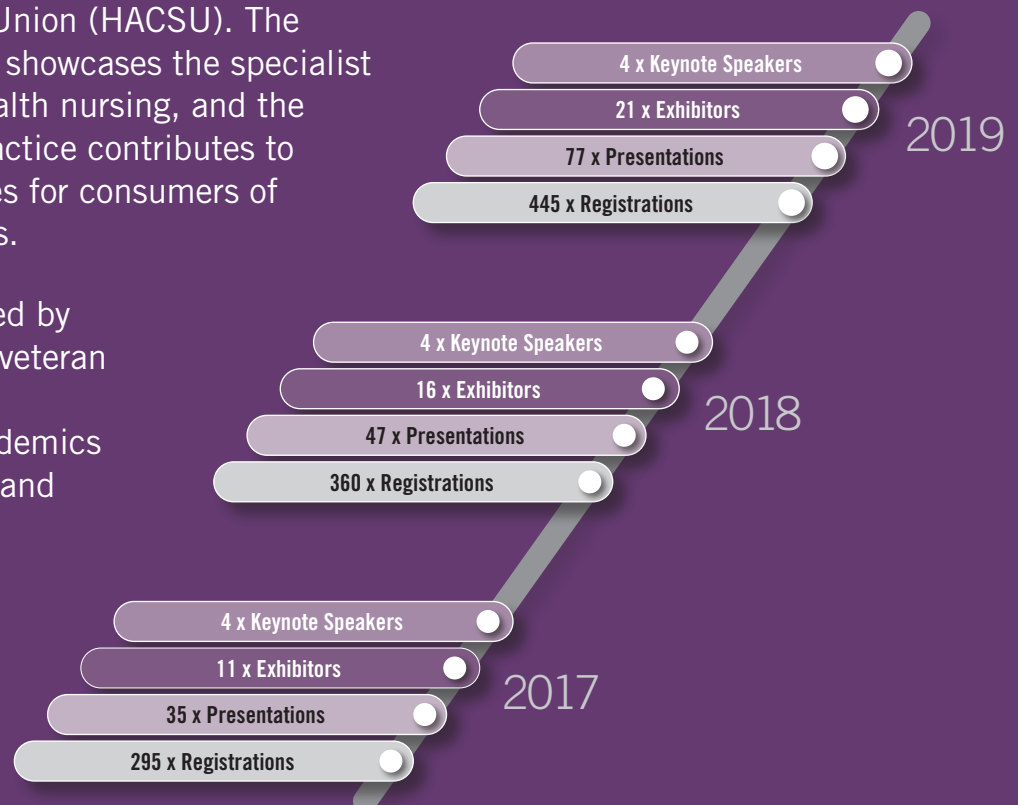 Union (HACSU). The
showcases the specialist
alth nursing, and the
actice contributes to
es for consumers of
s.
ed by
veteran
demics
and
4 x Keynote Speakers
21 x Exhibitors
77 x Presentations
445 x Registrations
2019
4 x Keynote Speakers
16 x Exhibitors
47 x Presentations
360 x Registrations
2018
4 x Keynote Speakers
11 x Exhibitors
35 x Presentations
295 x Registrations
2017